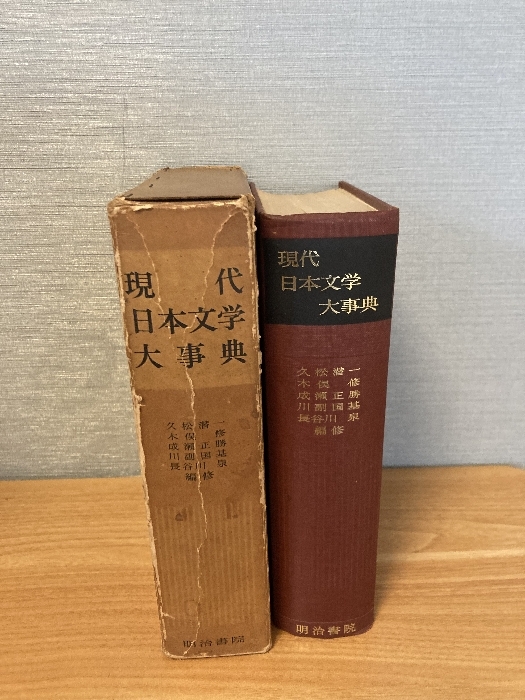 現代
日本文学
大事典
久松潜一
木俣修
成瀬正勝
川副国基
長谷川泉
編修
明治書院
現代
日本文学
大事典
久松潜一
木俣修
成瀬正勝
川副国基
長谷川泉
編修
明治書院